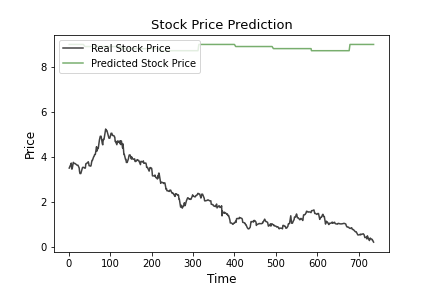 Stock Price Prediction
Real Stock Price
Predicted Stock Price
Price
8
6
4
2
0
0 100 200 300 400 500 600 700
Time